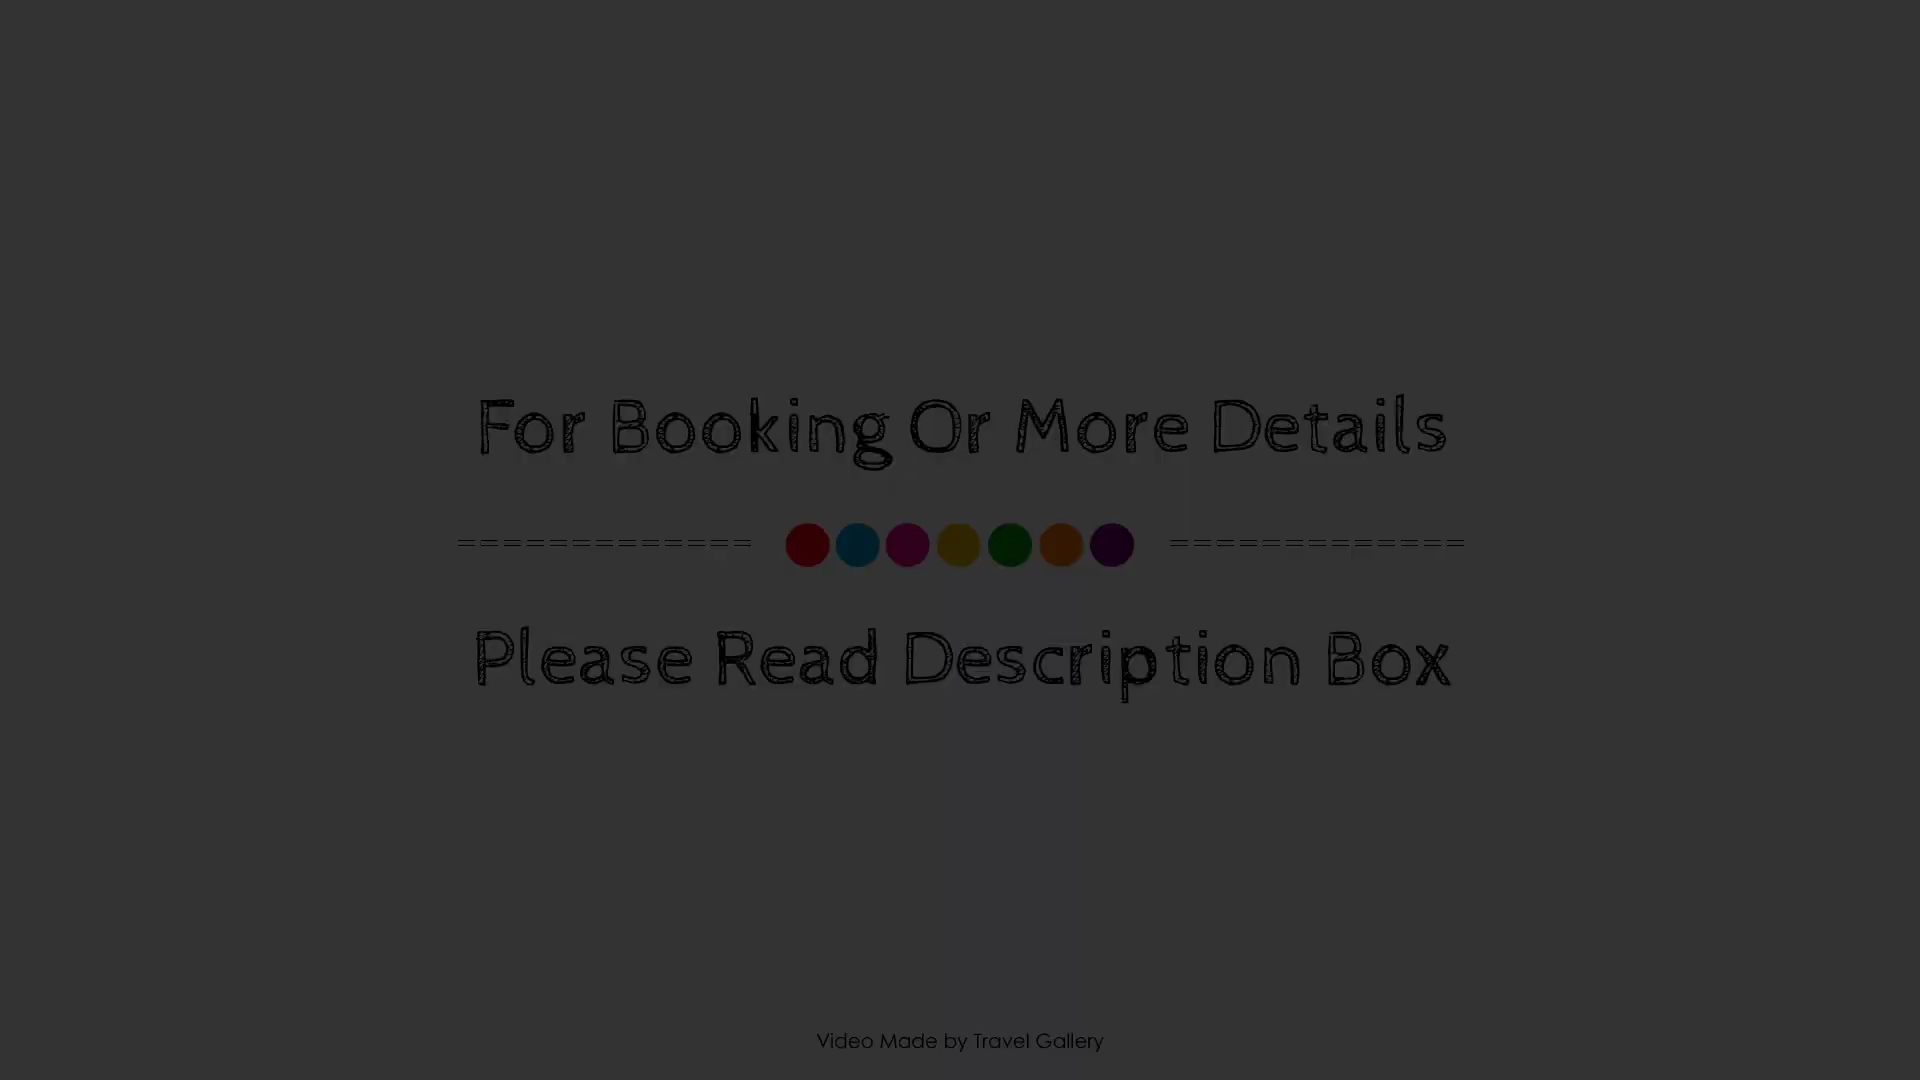 For Booking Or More Details
============= =============
Please Read Description Box
Video Made by Travel Gallery